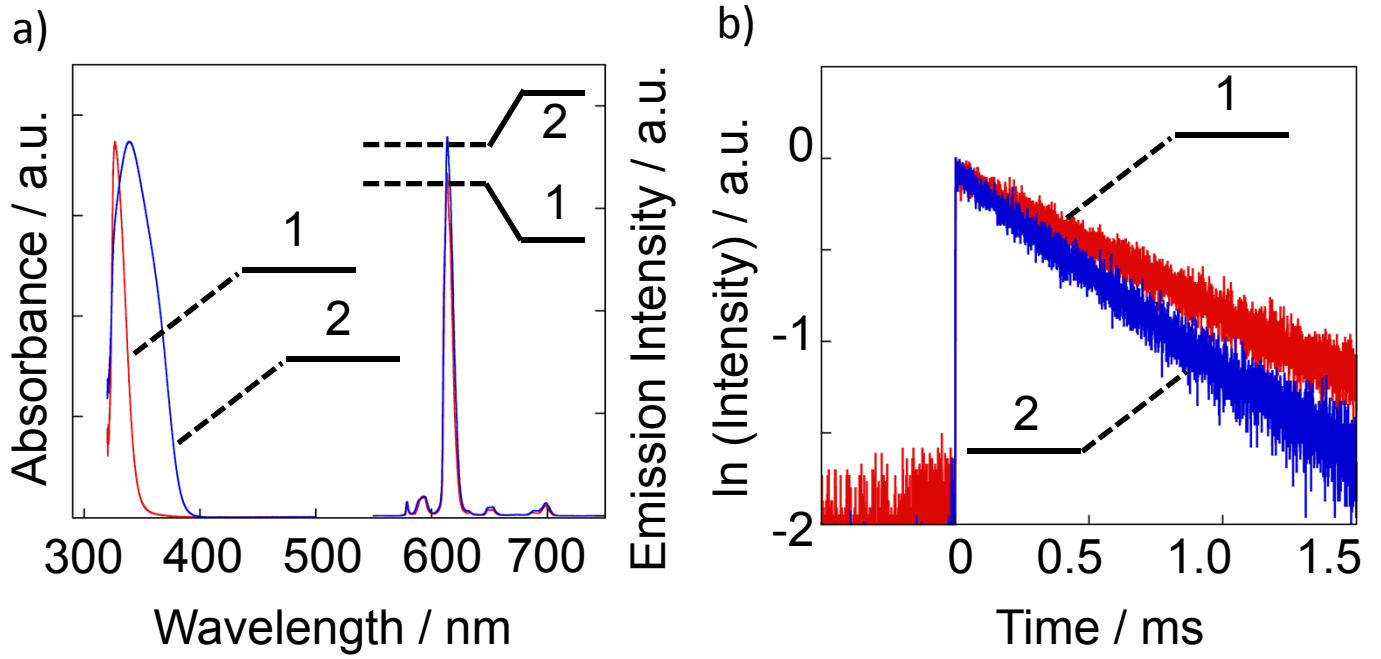 a)
Absorbance / a.u.
1
2
2
1
Emission Intensity / a.u.
300 400 500 600 700
Wavelength / nm
b)
ln (Intensity) / a.u.
0
-1
-2
1
2
0 0.5 1.0 1.5
Time / ms